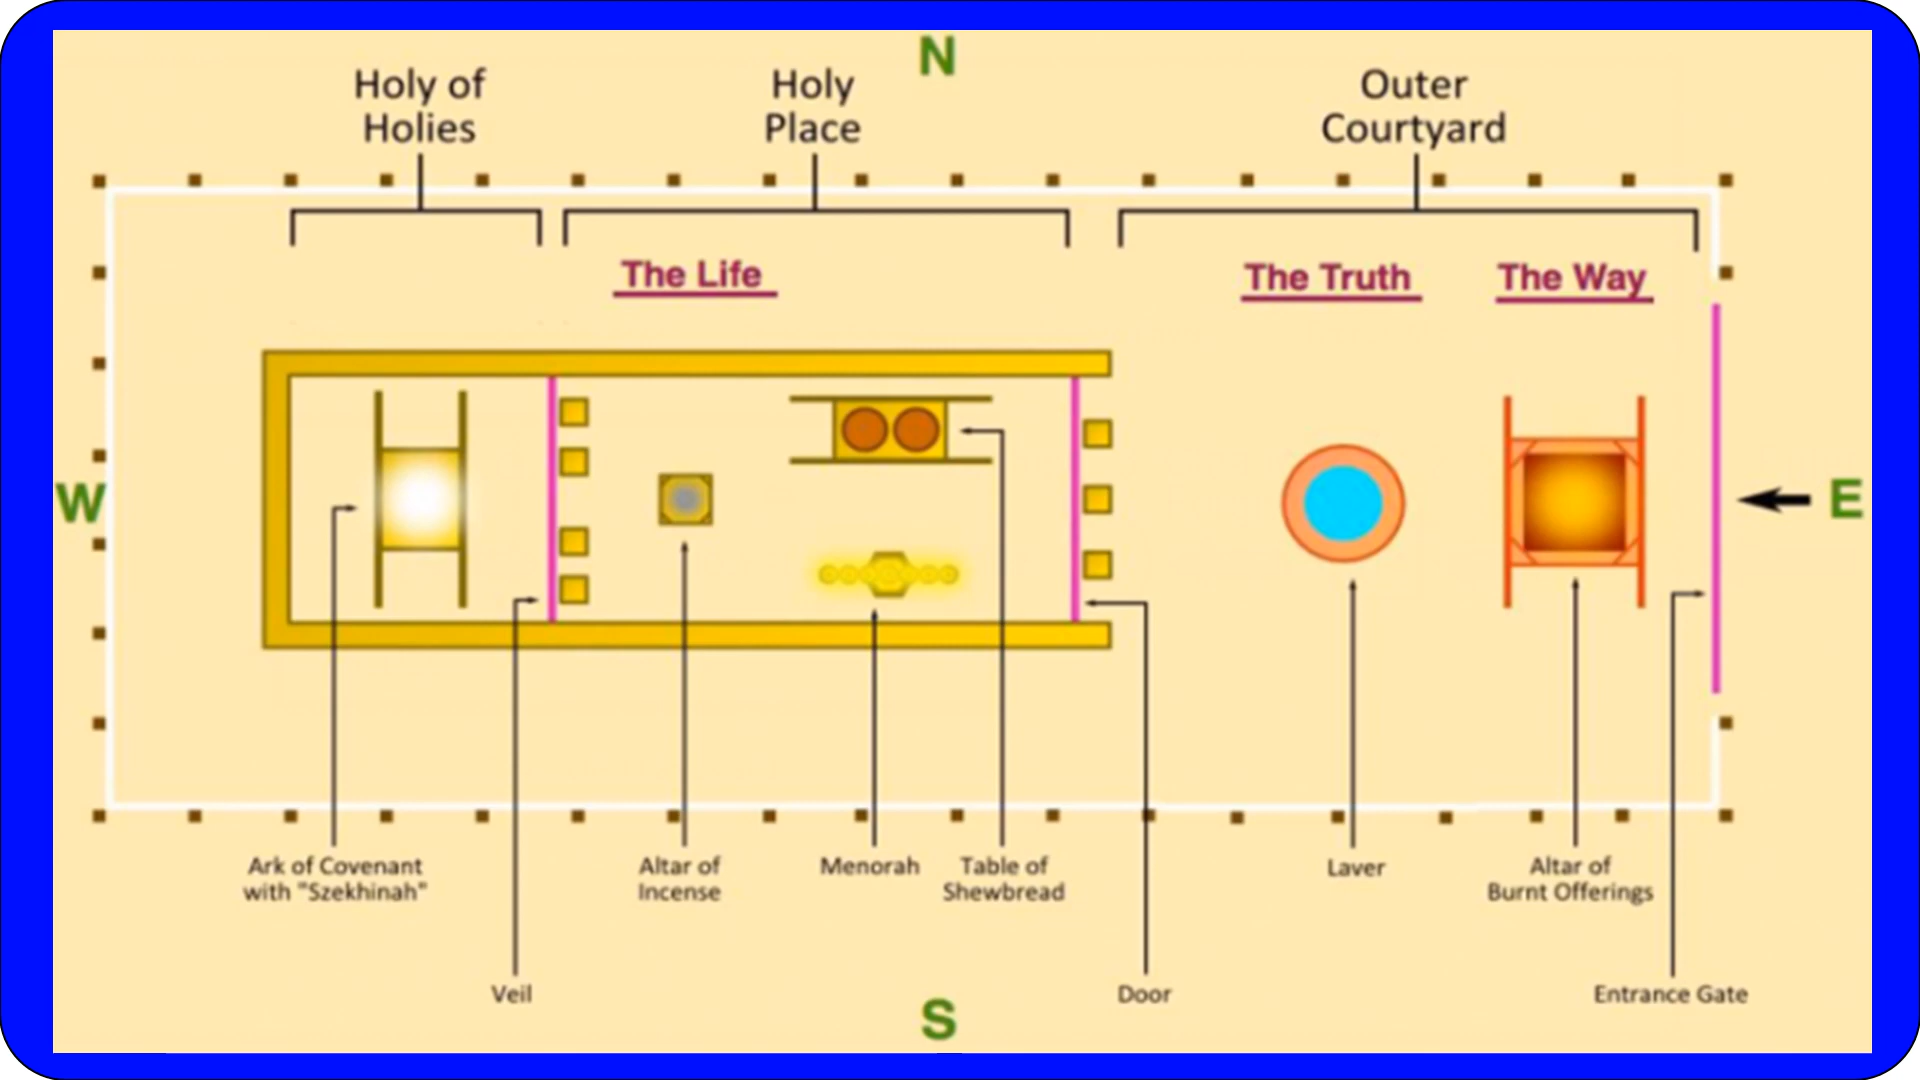 N
Holy of
Holies
Holy
Place
Outer
Courtyard
The Life
The Truth
The Way
W
E
Ark of Covenant
with "Szekhinah"
Altar of
Incense
Menorah
Table of
Shewbread
Laver
Altar of
Burnt Offerings
Veil
Door
Entrance Gate
S